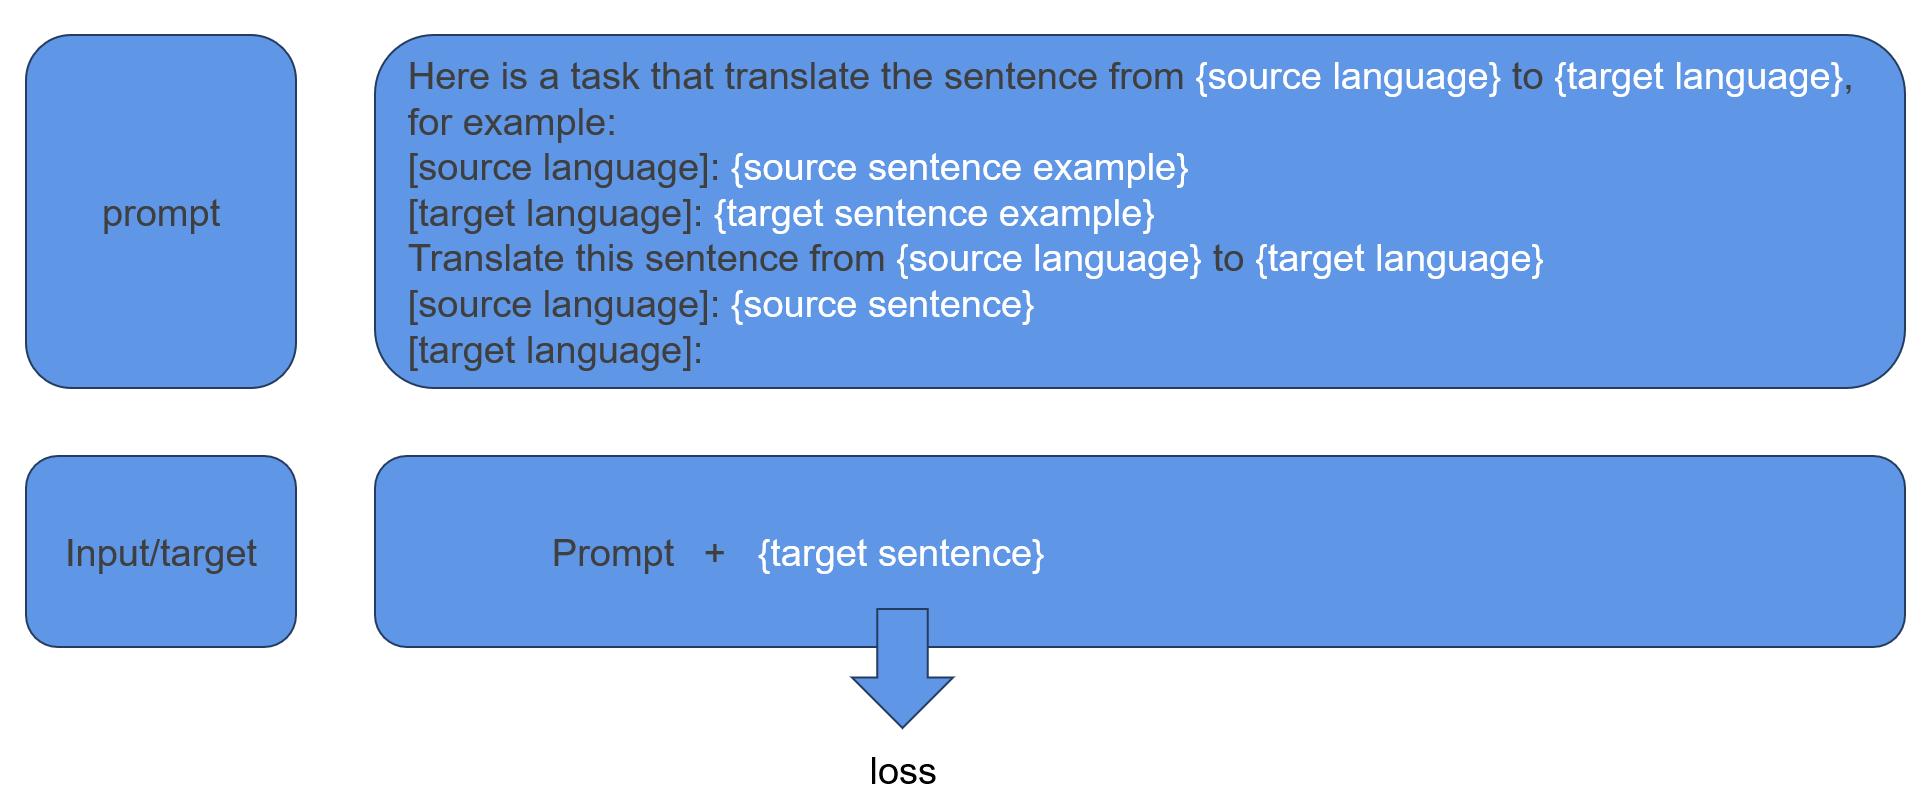 prompt
Here is a task that translate the sentence from {source language} to {target language},
for example:
[source language]: {source sentence example}
[target language]: {target sentence example}
Translate this sentence from {source language} to {target language}
[source language]: {source sentence}
[target language]:
Input/target
Prompt + {target sentence}
loss